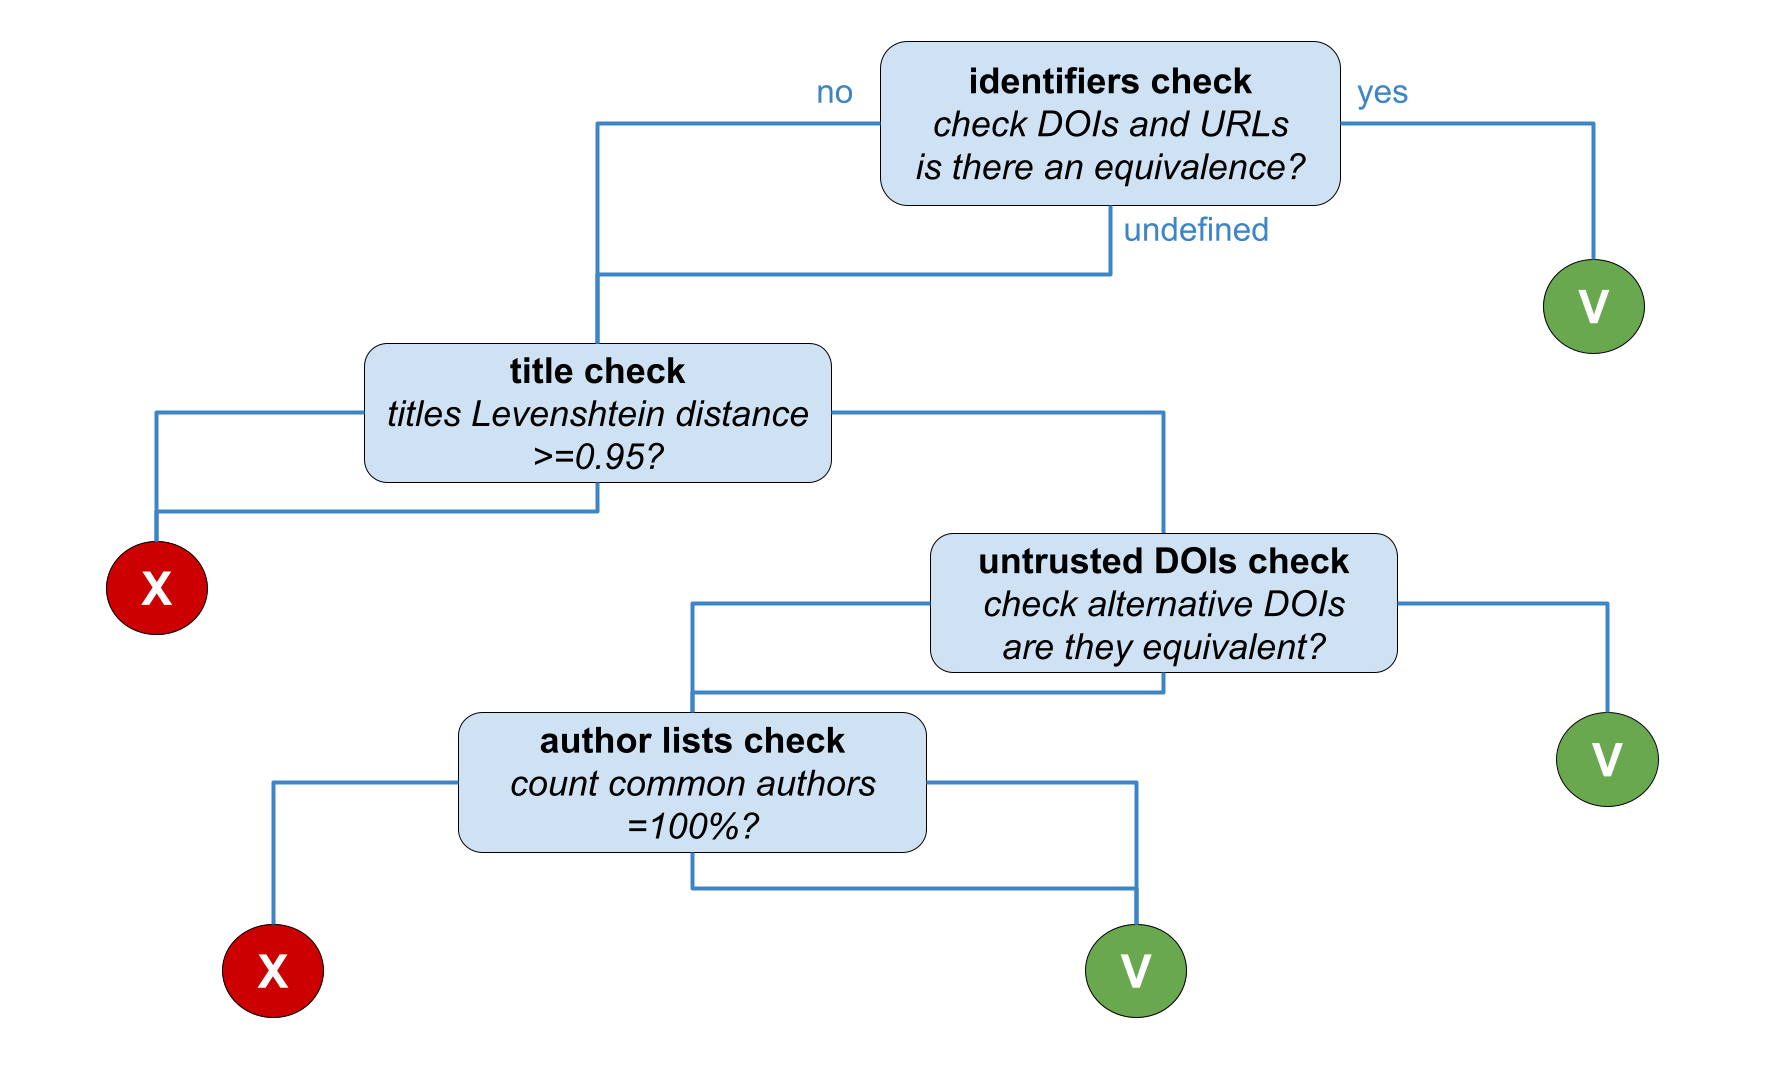 identifiers check
check DOIs and URLs
is there an equivalence?
no
yes
undefined
V
title check
titles Levenshtein distance
>=0.95?
X
untrusted DOIs check
check alternative DOIs
are they equivalent?
V
author lists check
count common authors
=100%?
X
V